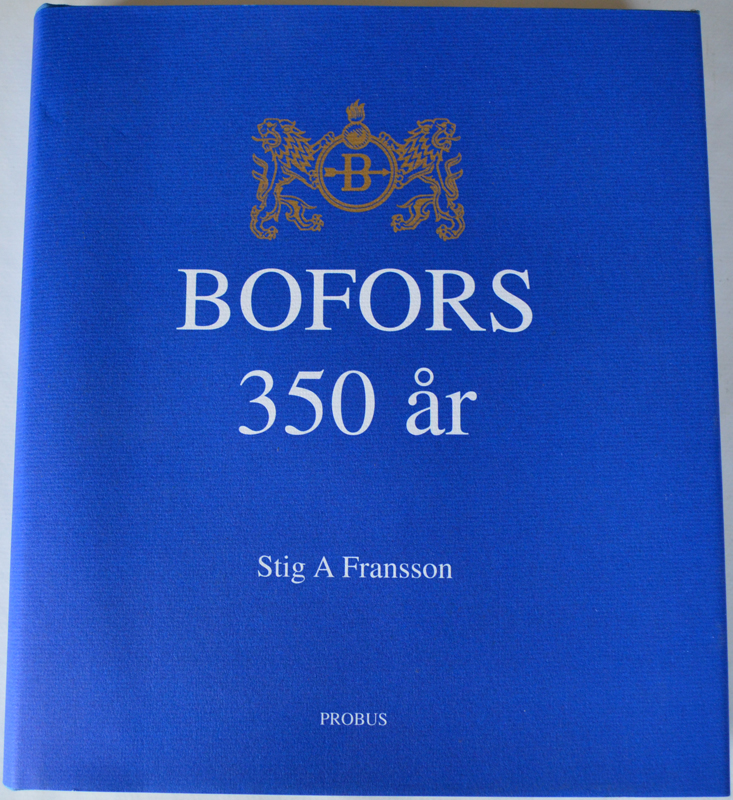 B
BOFORS
350 år
Stig A Fransson
PROBUS